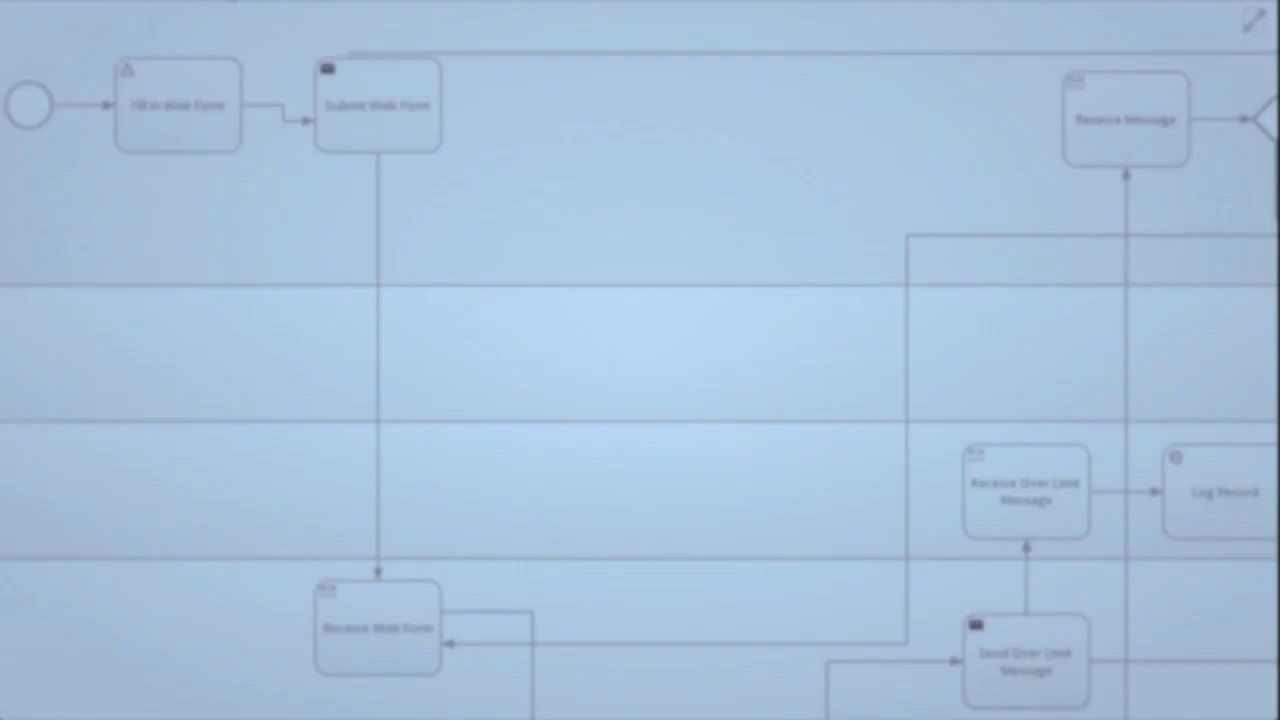 Fill in Web Form
Submit Web Form
Receive Message
Receive Over Limit
Message
Log Record
Receive Web Form
Send Over Limit
Message